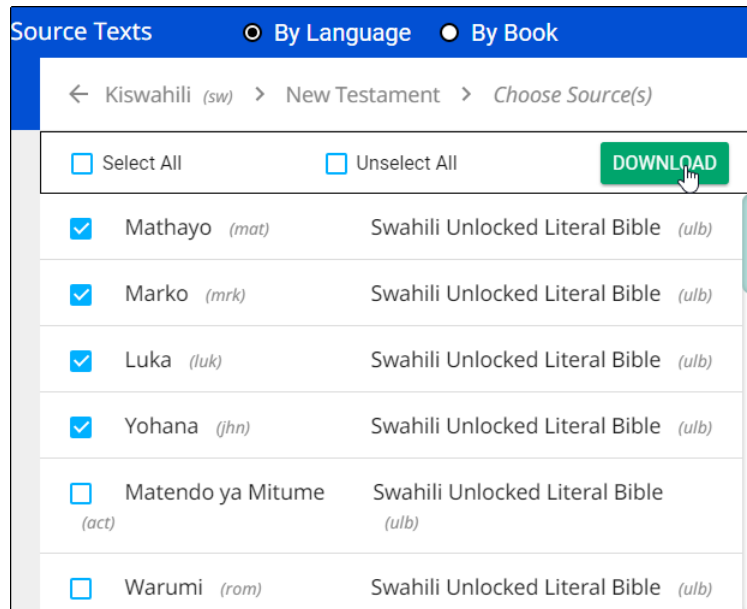 Source Texts By Language By Book
← Kiswahili (sw) > New Testament > Choose Source(s)
Select All Unselect All DOWNLOAD
Mathayo (mat) Swahili Unlocked Literal Bible (ulb)
Marko (mrk) Swahili Unlocked Literal Bible (ulb)
Luka (luk) Swahili Unlocked Literal Bible (ulb)
Yohana (jhn) Swahili Unlocked Literal Bible (ulb)
Matendo ya Mitume Swahili Unlocked Literal Bible
(act) (ulb)
Warumi (rom) Swahili Unlocked Literal Bible (ulb)